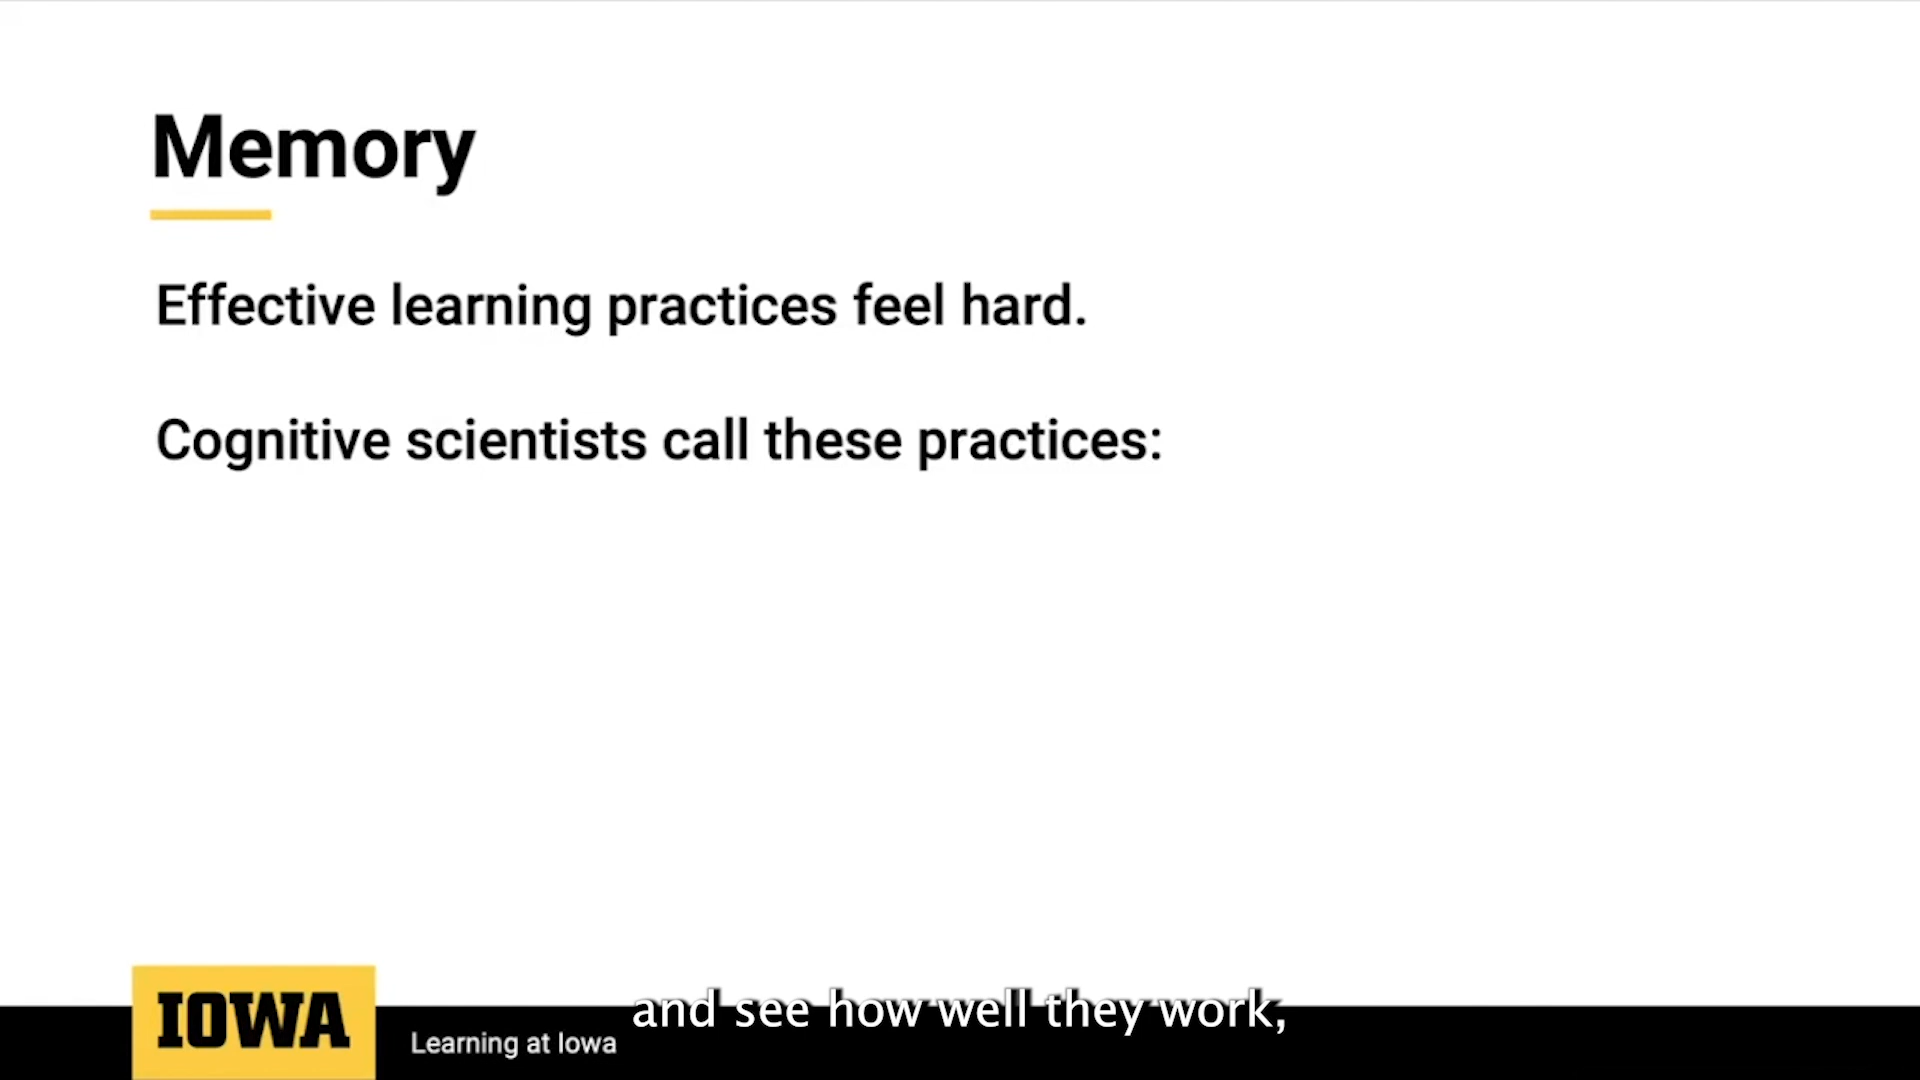 Memory
Effective learning practices feel hard.
Cognitive scientists call these practices:
IOWA
Learning at Iowa
and see how well they work,